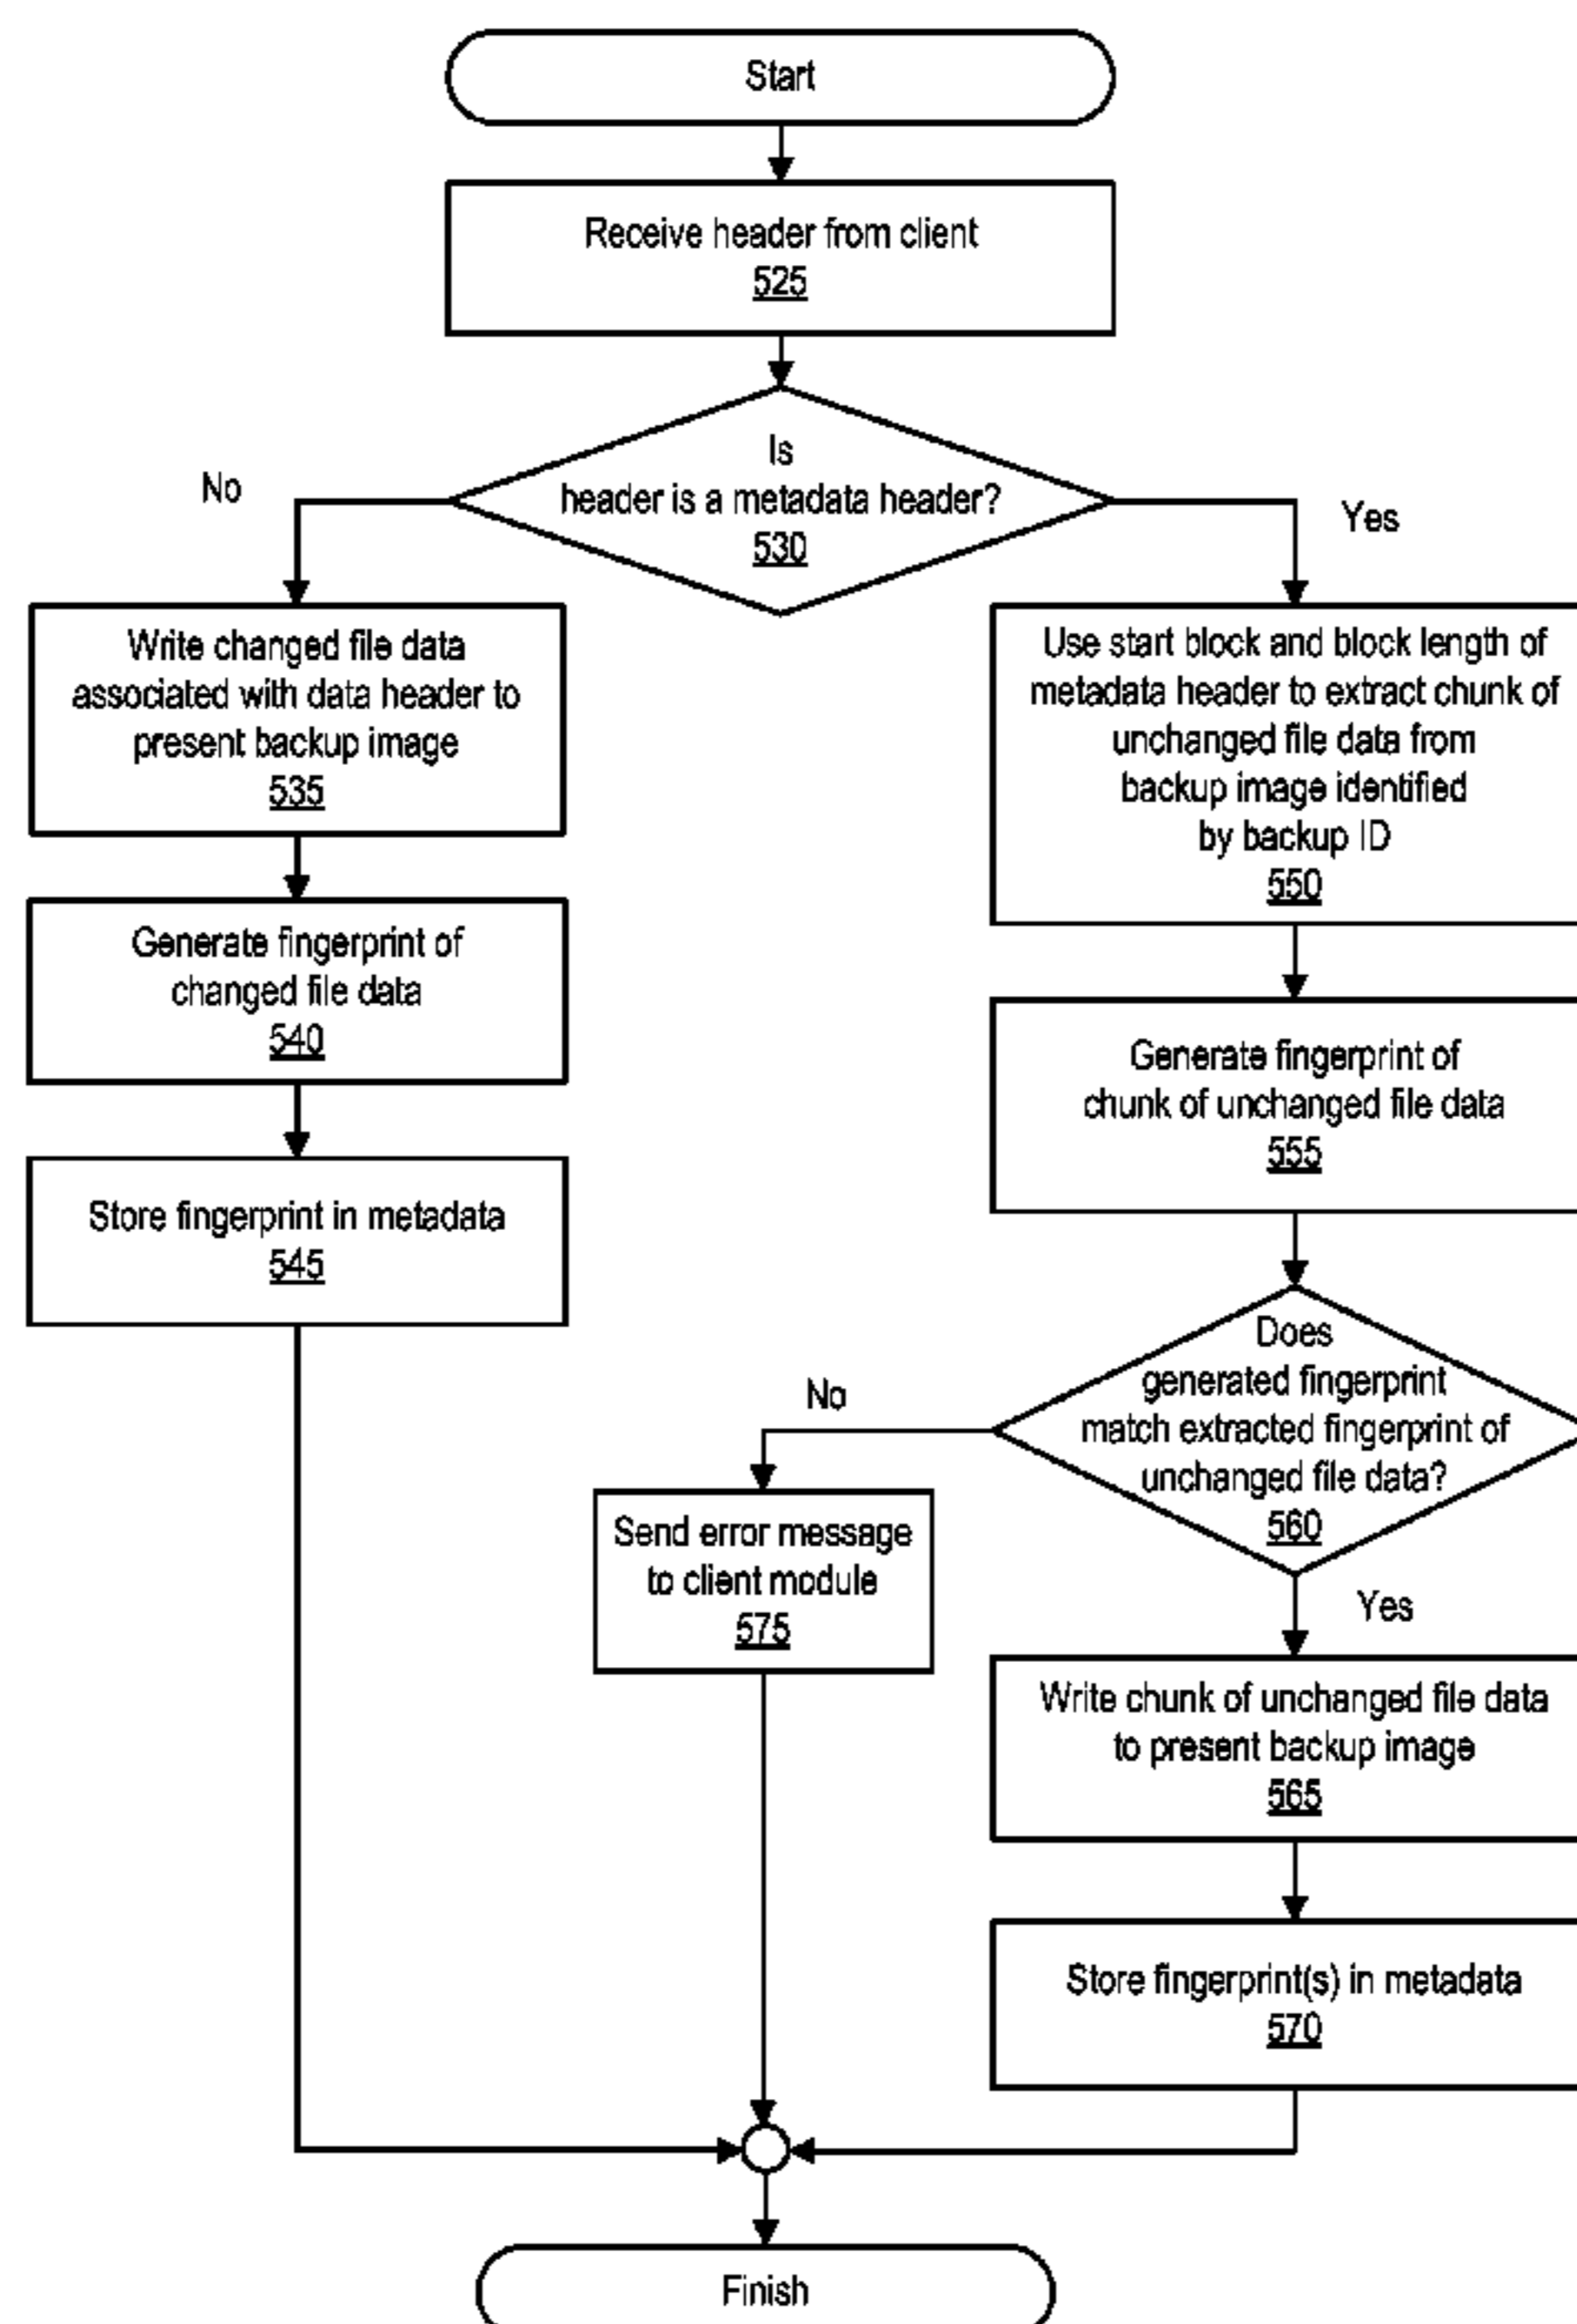 Start
Receive header from client
525
Is
header is a metadata header?
530
No
Yes
Write changed file data
associated with data header to
present backup image
535
Use start block and block length of
metadata header to extract chunk of
unchanged file data from
backup image identified
by backup ID
550
Generate fingerprint of
changed file data
540
Generate fingerprint of
chunk of unchanged file data
555
Store fingerprint in metadata
545
Does
generated fingerprint
match extracted fingerprint of
unchanged file data?
560
No
Yes
Send error message
to client module
575
Write chunk of unchanged file data
to present backup image
565
Store fingerprint(s) in metadata
570
Finish